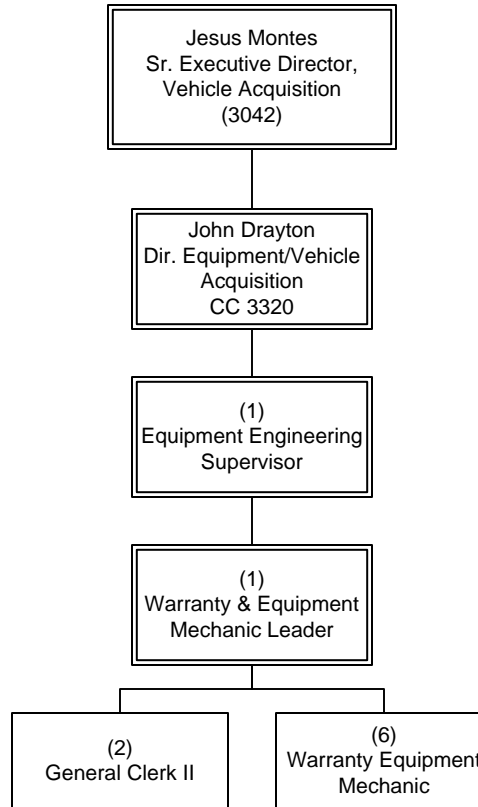 Jesus Montes
Sr. Executive Director,
Vehicle Acquisition
(3042)
John Drayton
Dir. Equipment/Vehicle
Acquisition
CC 3320
(1)
Equipment Engineering
Supervisor
(1)
Warranty & Equipment
Mechanic Leader
(2)
General Clerk II
(6)
Warranty Equipment
Mechanic